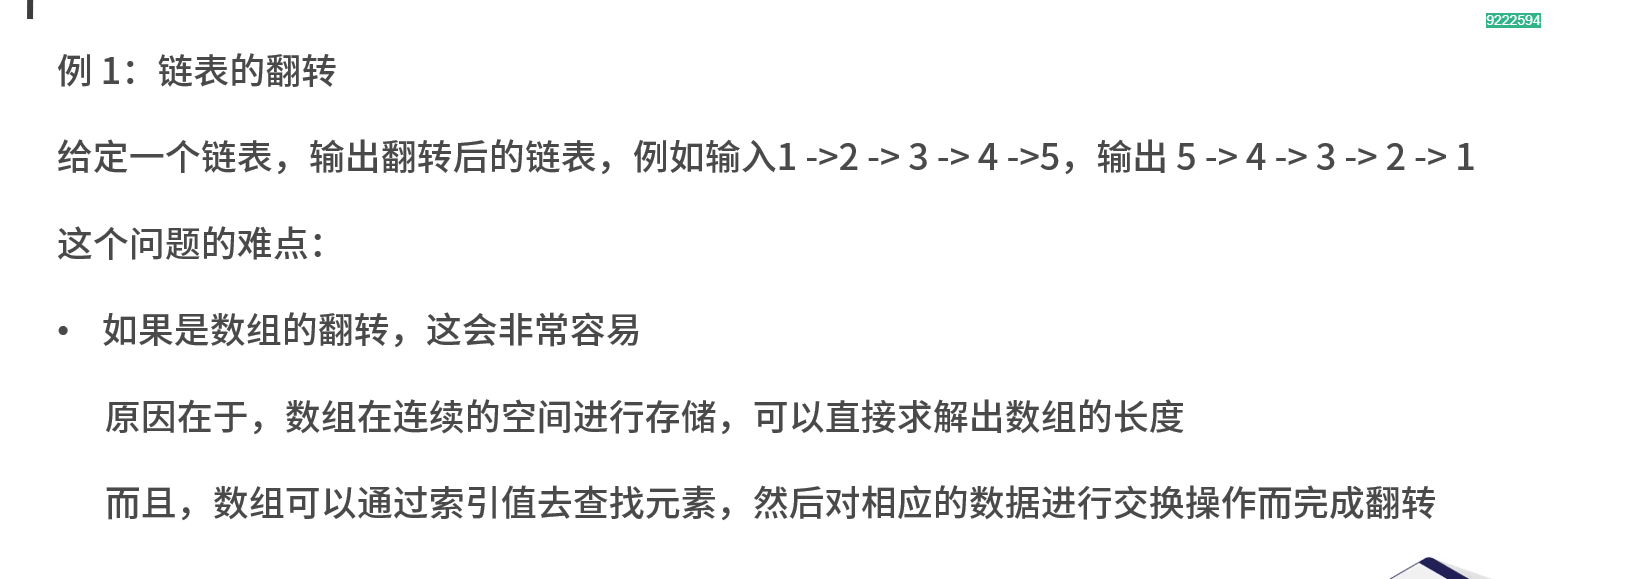 9222594
例 1：链表的翻转
给定一个链表，输出翻转后的链表，例如输入1 ->2 -> 3 -> 4 ->5，输出 5 -> 4 -> 3 -> 2 -> 1
这个问题的难点：
• 如果是数组的翻转，这会非常容易
原因在于，数组在连续的空间进行存储，可以直接求解出数组的长度
而且，数组可以通过索引值去查找元素，然后对相应的数据进行交换操作而完成翻转